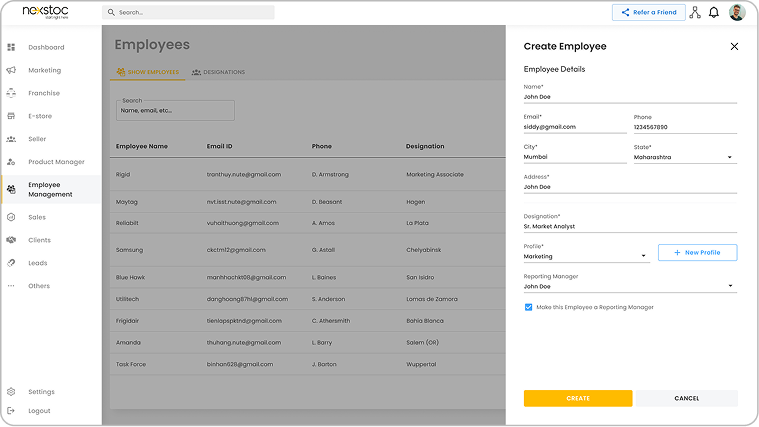 nexstoc
start right here
Search...
Refer a Friend
Dashboard
Marketing
Franchise
E-store
Seller
Product Manager
Employee
Management
Sales
Clients
Leads
Others
Settings
Logout
Employees
SHOW EMPLOYEES
DESIGNATIONS
Search
Name, email, etc...
Employee Name Email ID Phone Designation
Rigid tranthuy.nute@gmail.com D. Armstrong Marketing Associate
Maytag nvt.isst.nute@gmail.com D. Beasant Hagen
Reliabilt vuhaithuong@gmail.com A. Amos La Plata
Samsung ckctm12@gmail.com G. Astall Chelyabinsk
Blue Hawk manhhachkt08@gmail.com L. Baines San Isidro
Utilitech danghoang87hl@gmail.com S. Anderson Lomas de Zamora
Frigidair tienlapspktnd@gmail.com C. Athersmith Bahía Blanca
Amanda thuhang.nute@gmail.com L. Barry Salem (OR)
Task Force binhan628@gmail.com J. Barton Wuppertal
Create Employee
Employee Details
Name*
John Doe
Email* Phone
siddy@gmail.com 1234567890
City* State*
Mumbai Maharashtra
Address*
John Doe
Designation*
Sr. Market Analyst
Profile*
Marketing
+ New Profile
Reporting Manager
John Doe
Make this Employee a Reporting Manager
CREATE CANCEL